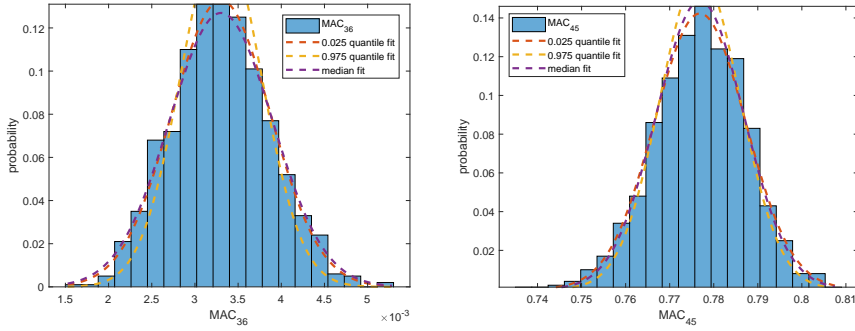 MAC36
0.025 quantile fit
0.975 quantile fit
median fit
0.12
0.1
0.08
0.06
0.04
0.02
0
probability
1.5 2 2.5 3 3.5 4 4.5 5
×10-3
MAC36
MAC45
0.025 quantile fit
0.975 quantile fit
median fit
0.14
0.12
0.1
0.08
0.06
0.04
0.02
probability
0.74 0.75 0.76 0.77 0.78 0.79 0.8 0.81
MAC45